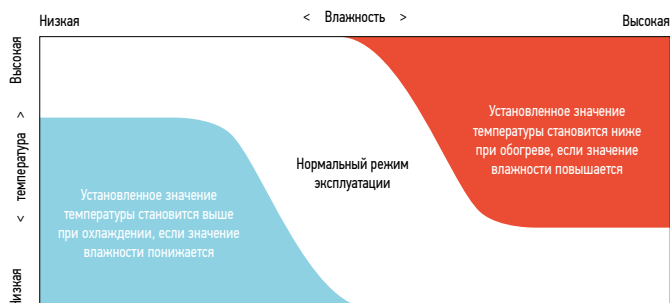 Низкая
< Влажность >
Высокая
Высокая
< температура >
Низкая
Установленное значение
температуры становится ниже
при обогреве, если значение
влажности повышается
Нормальный режим
эксплуатации
Установленное значение
температуры становится выше
при охлаждении, если значение
влажности понижается